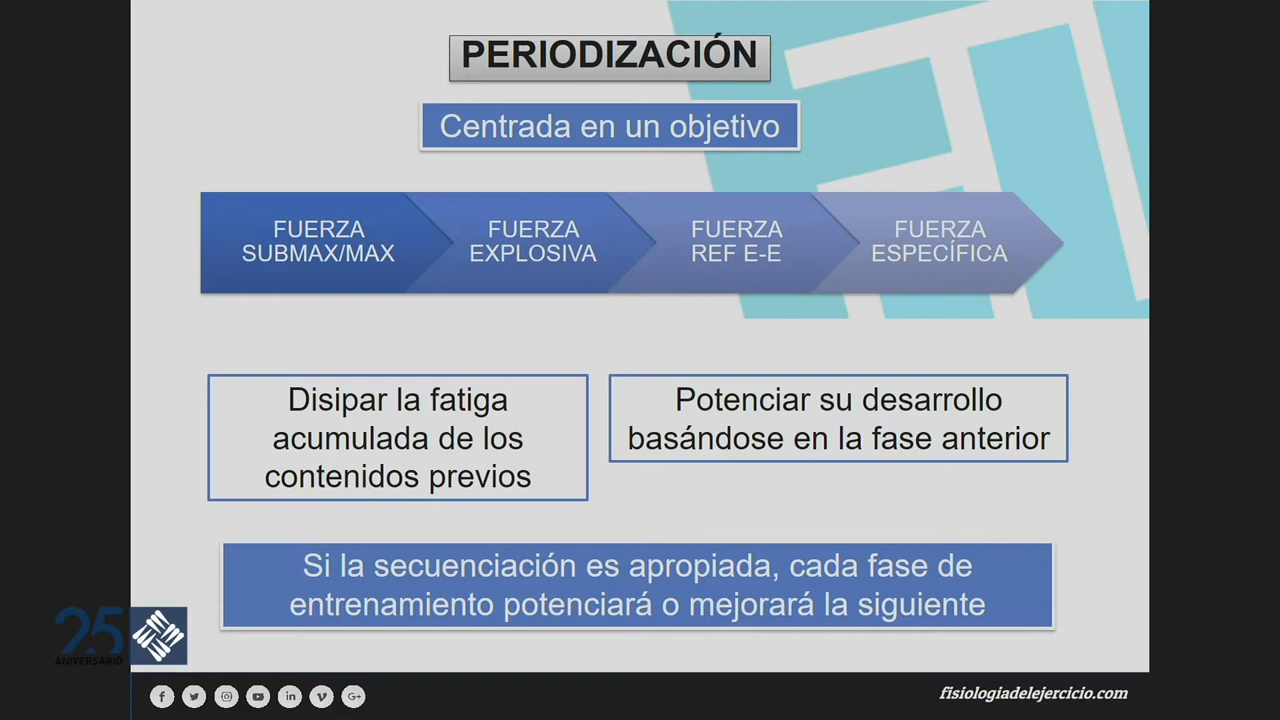 PERIODIZACIÓN
Centrada en un objetivo
FUERZA
SUBMAX/MAX
FUERZA
EXPLOSIVA
FUERZA
REF E-E
FUERZA
ESPECÍFICA
Disipar la fatiga
acumulada de los
contenidos previos
Potenciar su desarrollo
basándose en la fase anterior
Si la secuenciación es apropiada, cada fase de
entrenamiento potenciará o mejorará la siguiente
25
ANIVERSARIO
fisiologiadelejercicio.com